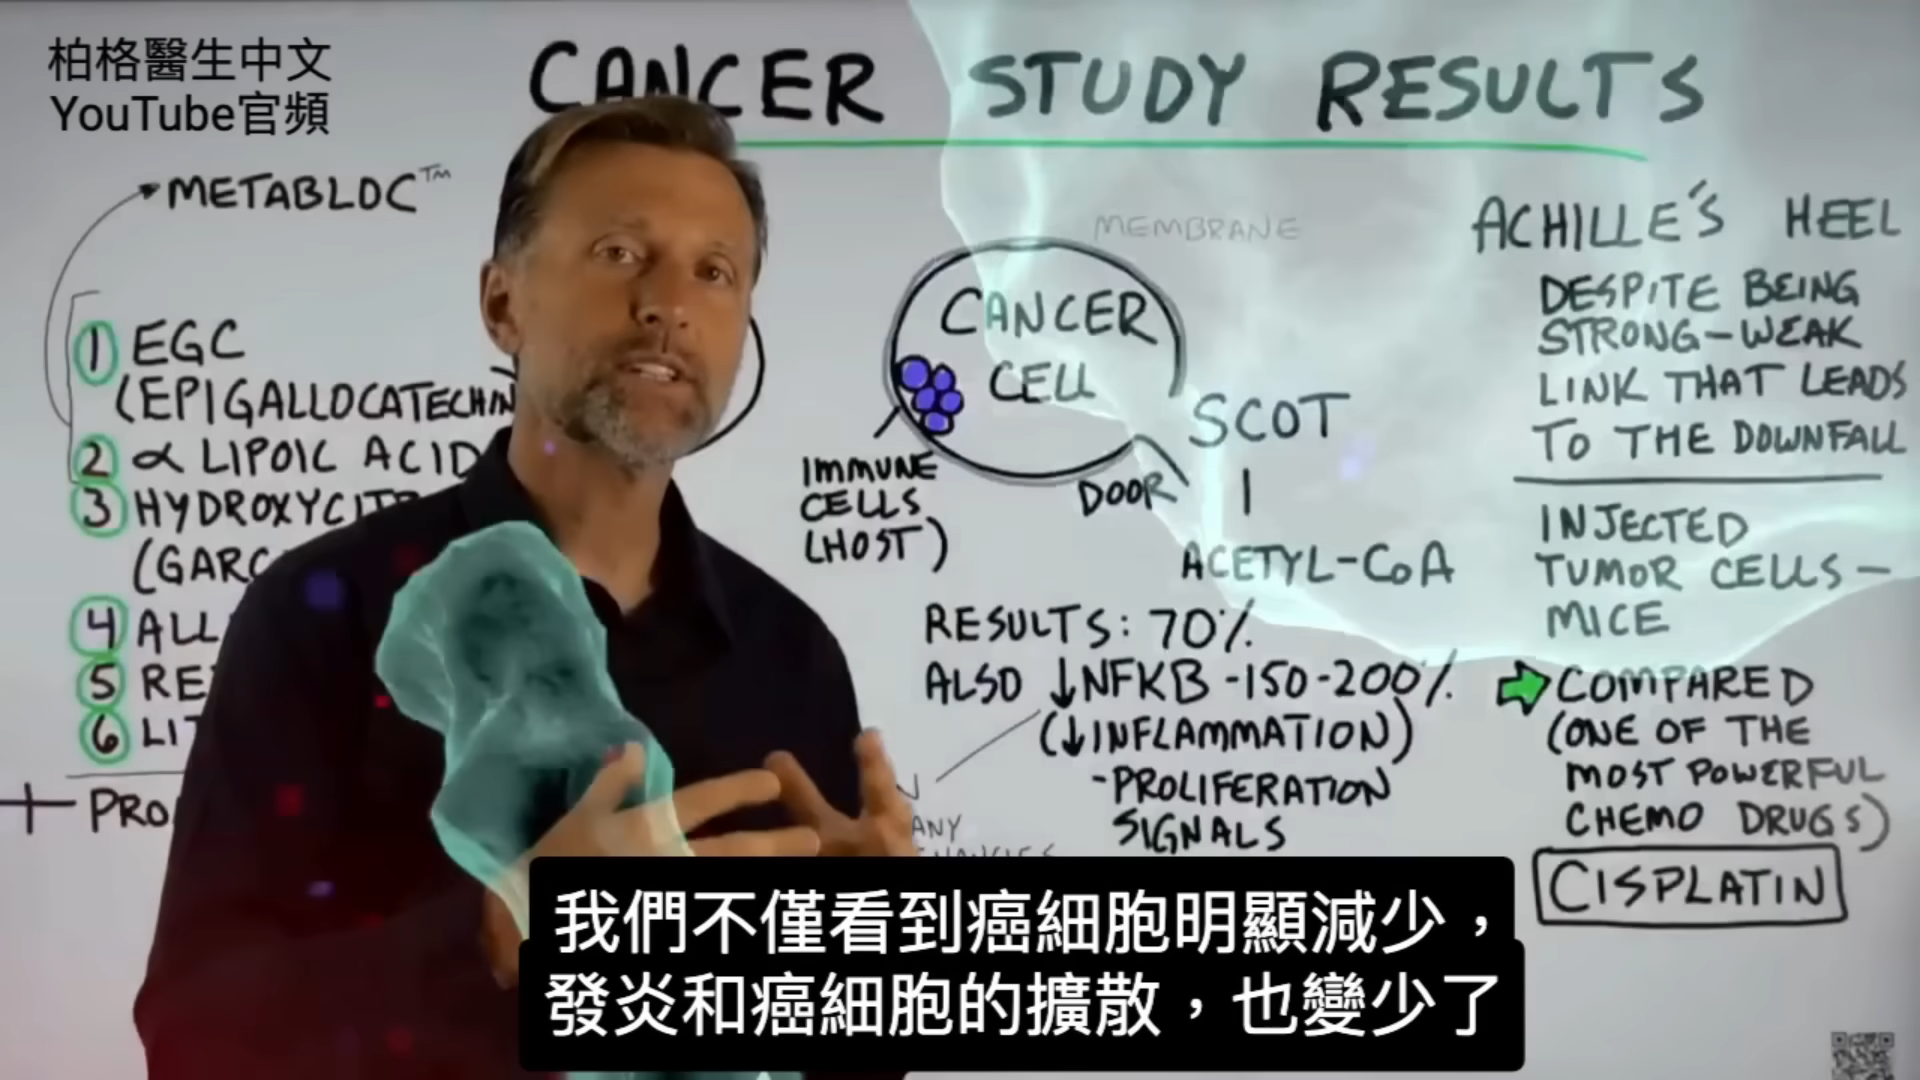 柏格醫生中文
YouTube官頻
CANCER STUDY RESULTS
METABLOC™
1 EGC
(EPIGALLOCATECHIN
2 α LIPOIC ACID
3 HYDROXYCIT
(GARC
4 ALL
5 RE
6 LI
+ PRO
MEMBRANE
CANCER
CELL
IMMUNE
CELLS
(HOST)
DOOR
SCOT
ACETYL-CoA
RESULTS: 70%
ALSO ↓NFKB -150-200%
(↓INFLAMMATION)
-PROLIFERATION
SIGNALS
ANY
ACHILLE'S HEEL
DESPITE BEING
STRONG-WEAK
LINK THAT LEADS
TO THE DOWNFALL
INJECTED
TUMOR CELLS-
MICE
COMPARED
(ONE OF THE
MOST POWERFUL
CHEMO DRUGS)
CISPLATIN
我們不僅看到癌細胞明顯減少，
發炎和癌細胞的擴散，也變少了